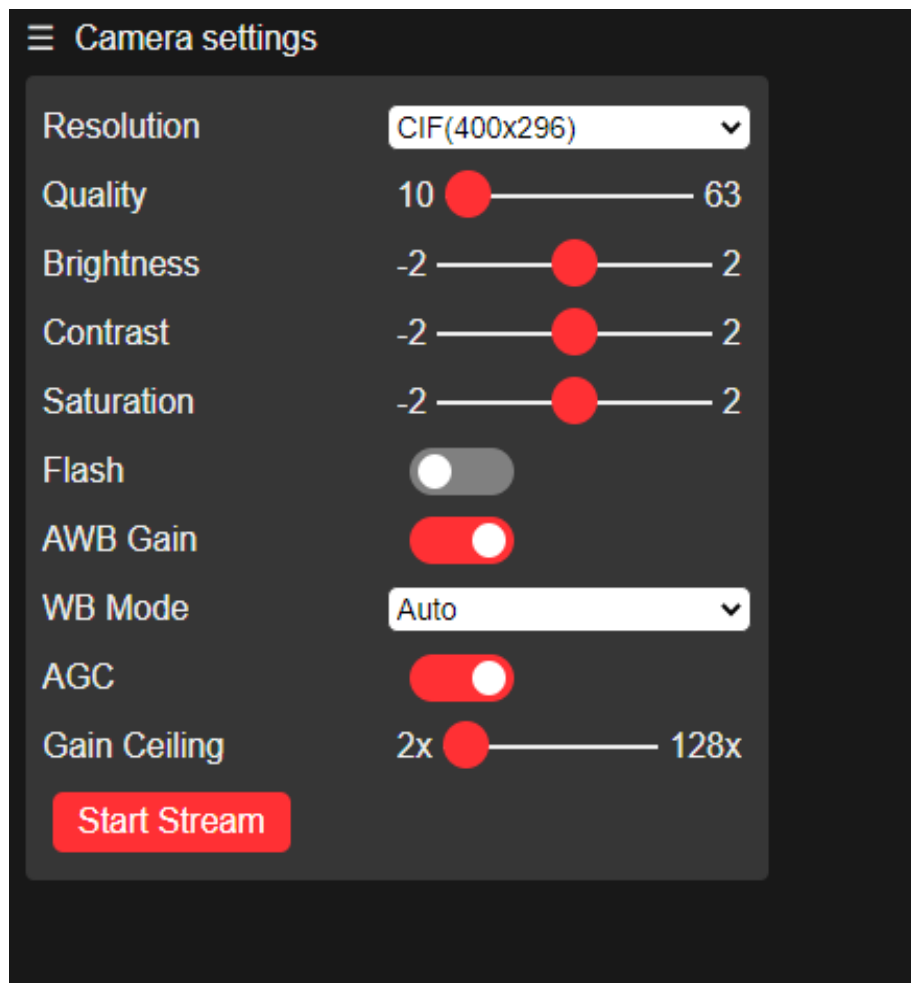 ☰ Camera settings
Resolution CIF(400x296)
Quality 10 63
Brightness -2 2
Contrast -2 2
Saturation -2 2
Flash
AWB Gain
WB Mode Auto
AGC
Gain Ceiling 2x 128x
Start Stream